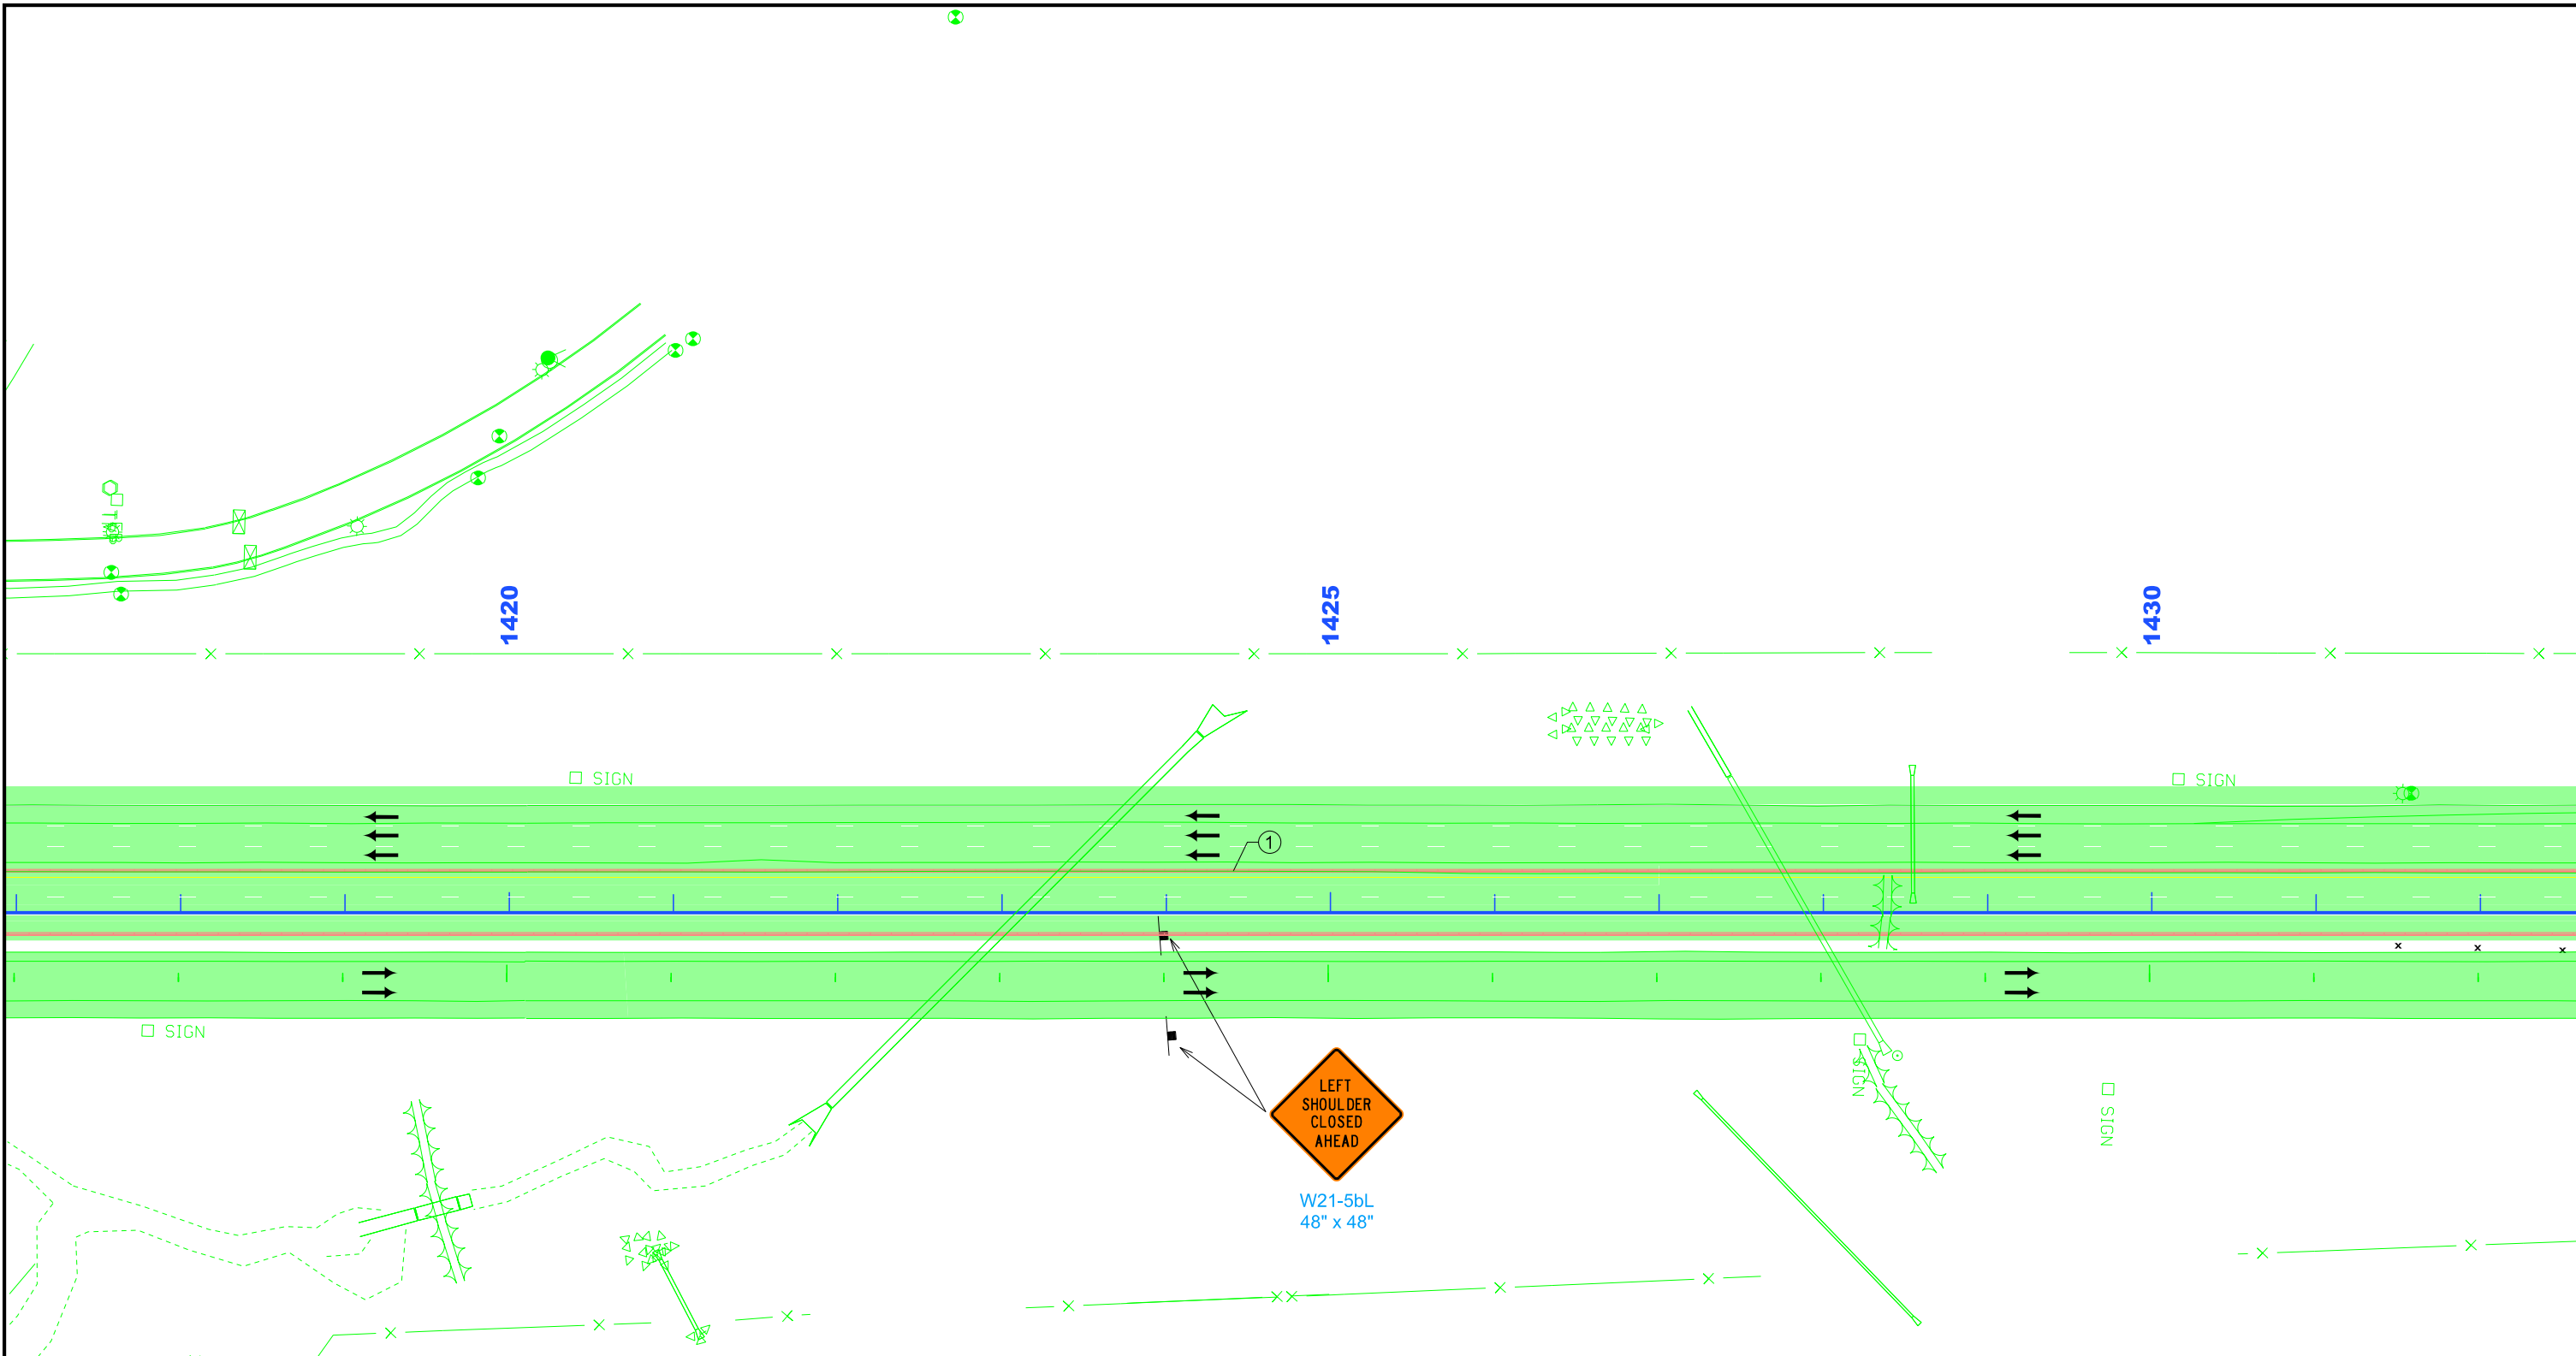 1420
1425
1430
SIGN
SIGN
1
SIGN
SIGN
SIGN
LEFT
SHOULDER
CLOSED
AHEAD
W21-5bL
48" x 48"